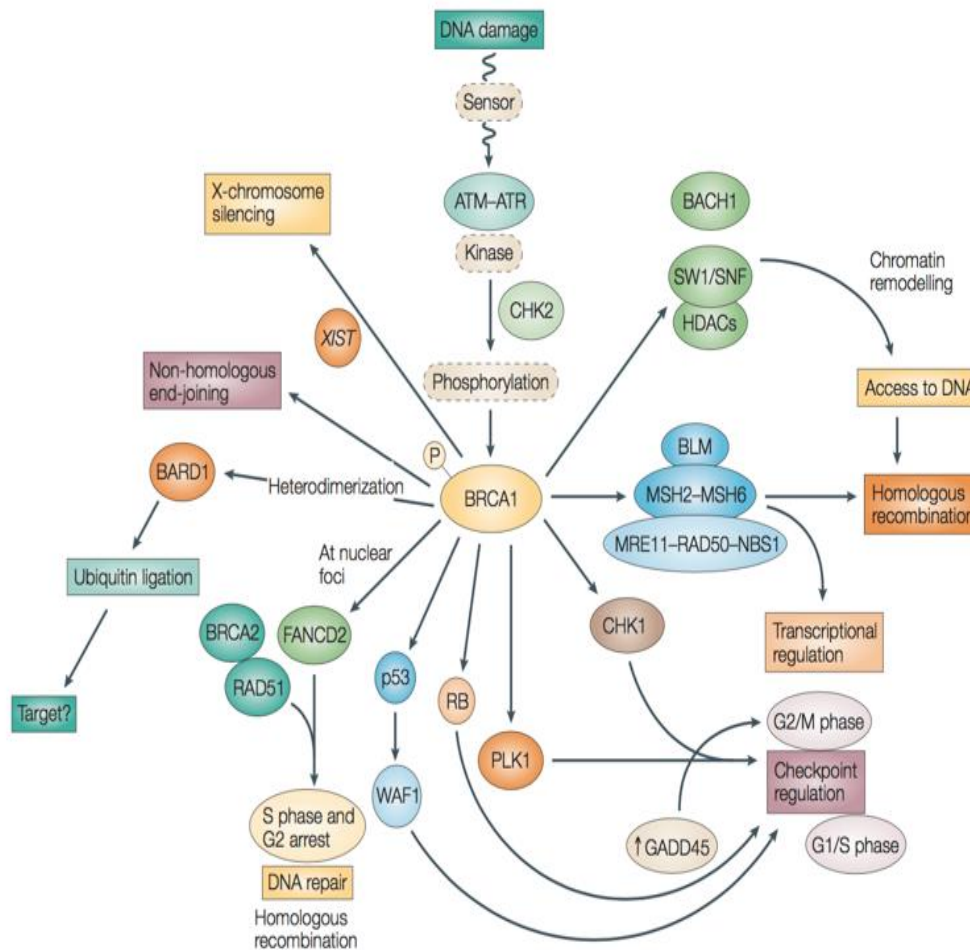 DNA damage
Sensor
ATM–ATR
Kinase
CHK2
Phosphorylation
P
BRCA1
X-chromosome
silencing
XIST
Non-homologous
end-joining
BARD1
Heterodimerization
Ubiquitin ligation
Target?
At nuclear
foci
BRCA2
FANCD2
RAD51
S phase and
G2 arrest
DNA repair
Homologous
recombination
p53
WAF1
RB
PLK1
CHK1
↑GADD45
G2/M phase
Checkpoint
regulation
G1/S phase
BACH1
SW1/SNF
HDACs
Chromatin
remodelling
Access to DNA
BLM
MSH2–MSH6
MRE11–RAD50–NBS1
Homologous
recombination
Transcriptional
regulation